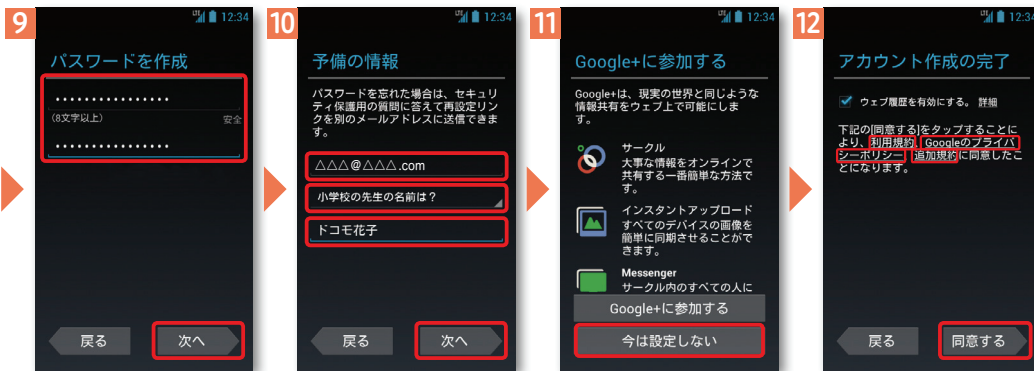 9
12:34
パスワードを作成
................
(8文字以上)
安全
................
戻る
次へ
10
12:34
予備の情報
パスワードを忘れた場合は、セキュリ
ティ保護用の質問に答えて再設定リン
クを別のメールアドレスに送信できま
す。
△△△@△△△.com
小学校の先生の名前は?
ドコモ花子
戻る
次へ
11
12:34
Google+に参加する
Google+は、現実の世界と同じような
情報共有をウェブ上で可能にしま
す。
サークル
大事な情報をオンラインで
共有する一番簡単な方法で
す。
インスタントアップロード
すべてのデバイスの画像を
簡単に同期させることがで
きます。
Messenger
サークル内のすべての人に
Google+に参加する
今は設定しない
12
12:34
アカウント作成の完了
ウェブ履歴を有効にする。 詳細
下記の[同意する]をタップすることに
より、利用規約、Googleのプライバ
シーポリシー、追加規約に同意したこ
とになります。
戻る
同意する